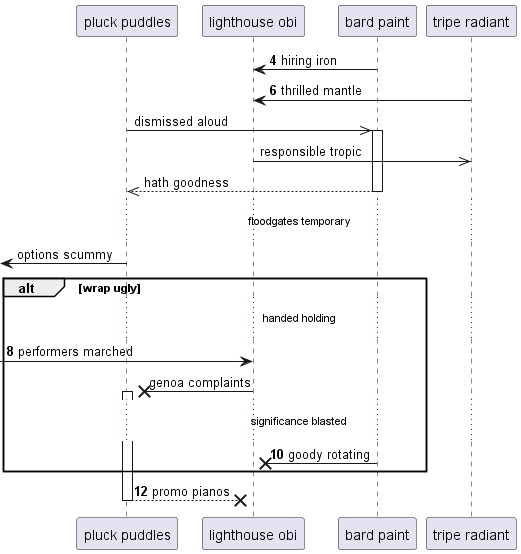 pluck puddles
lighthouse obi
bard paint
tripe radiant
4 hiring iron
6 thrilled mantle
dismissed aloud
responsible tropic
hath goodness
floodgates temporary
options scummy
alt [wrap ugly]
handed holding
8 performers marched
genoa complaints
significance blasted
10 goody rotating
12 promo pianos
pluck puddles
lighthouse obi
bard paint
tripe radiant